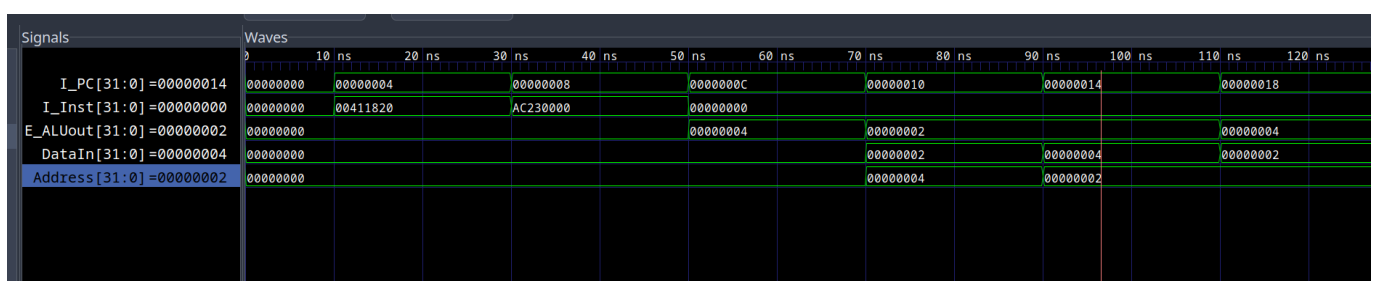 Signals Waves
0 10 ns 20 ns 30 ns 40 ns 50 ns 60 ns 70 ns 80 ns 90 ns 100 ns 110 ns 120 ns
I_PC[31:0]=00000014 00000000 00000004 00000008 0000000C 00000010 00000014 00000018
I_Inst[31:0]=00000000 00000000 00411820 AC230000 00000000
E_ALUout[31:0]=00000002 00000000 00000004 00000002 00000004
DataIn[31:0]=00000004 00000000 00000002 00000004 00000002
Address[31:0]=00000002 00000000 00000004 00000002